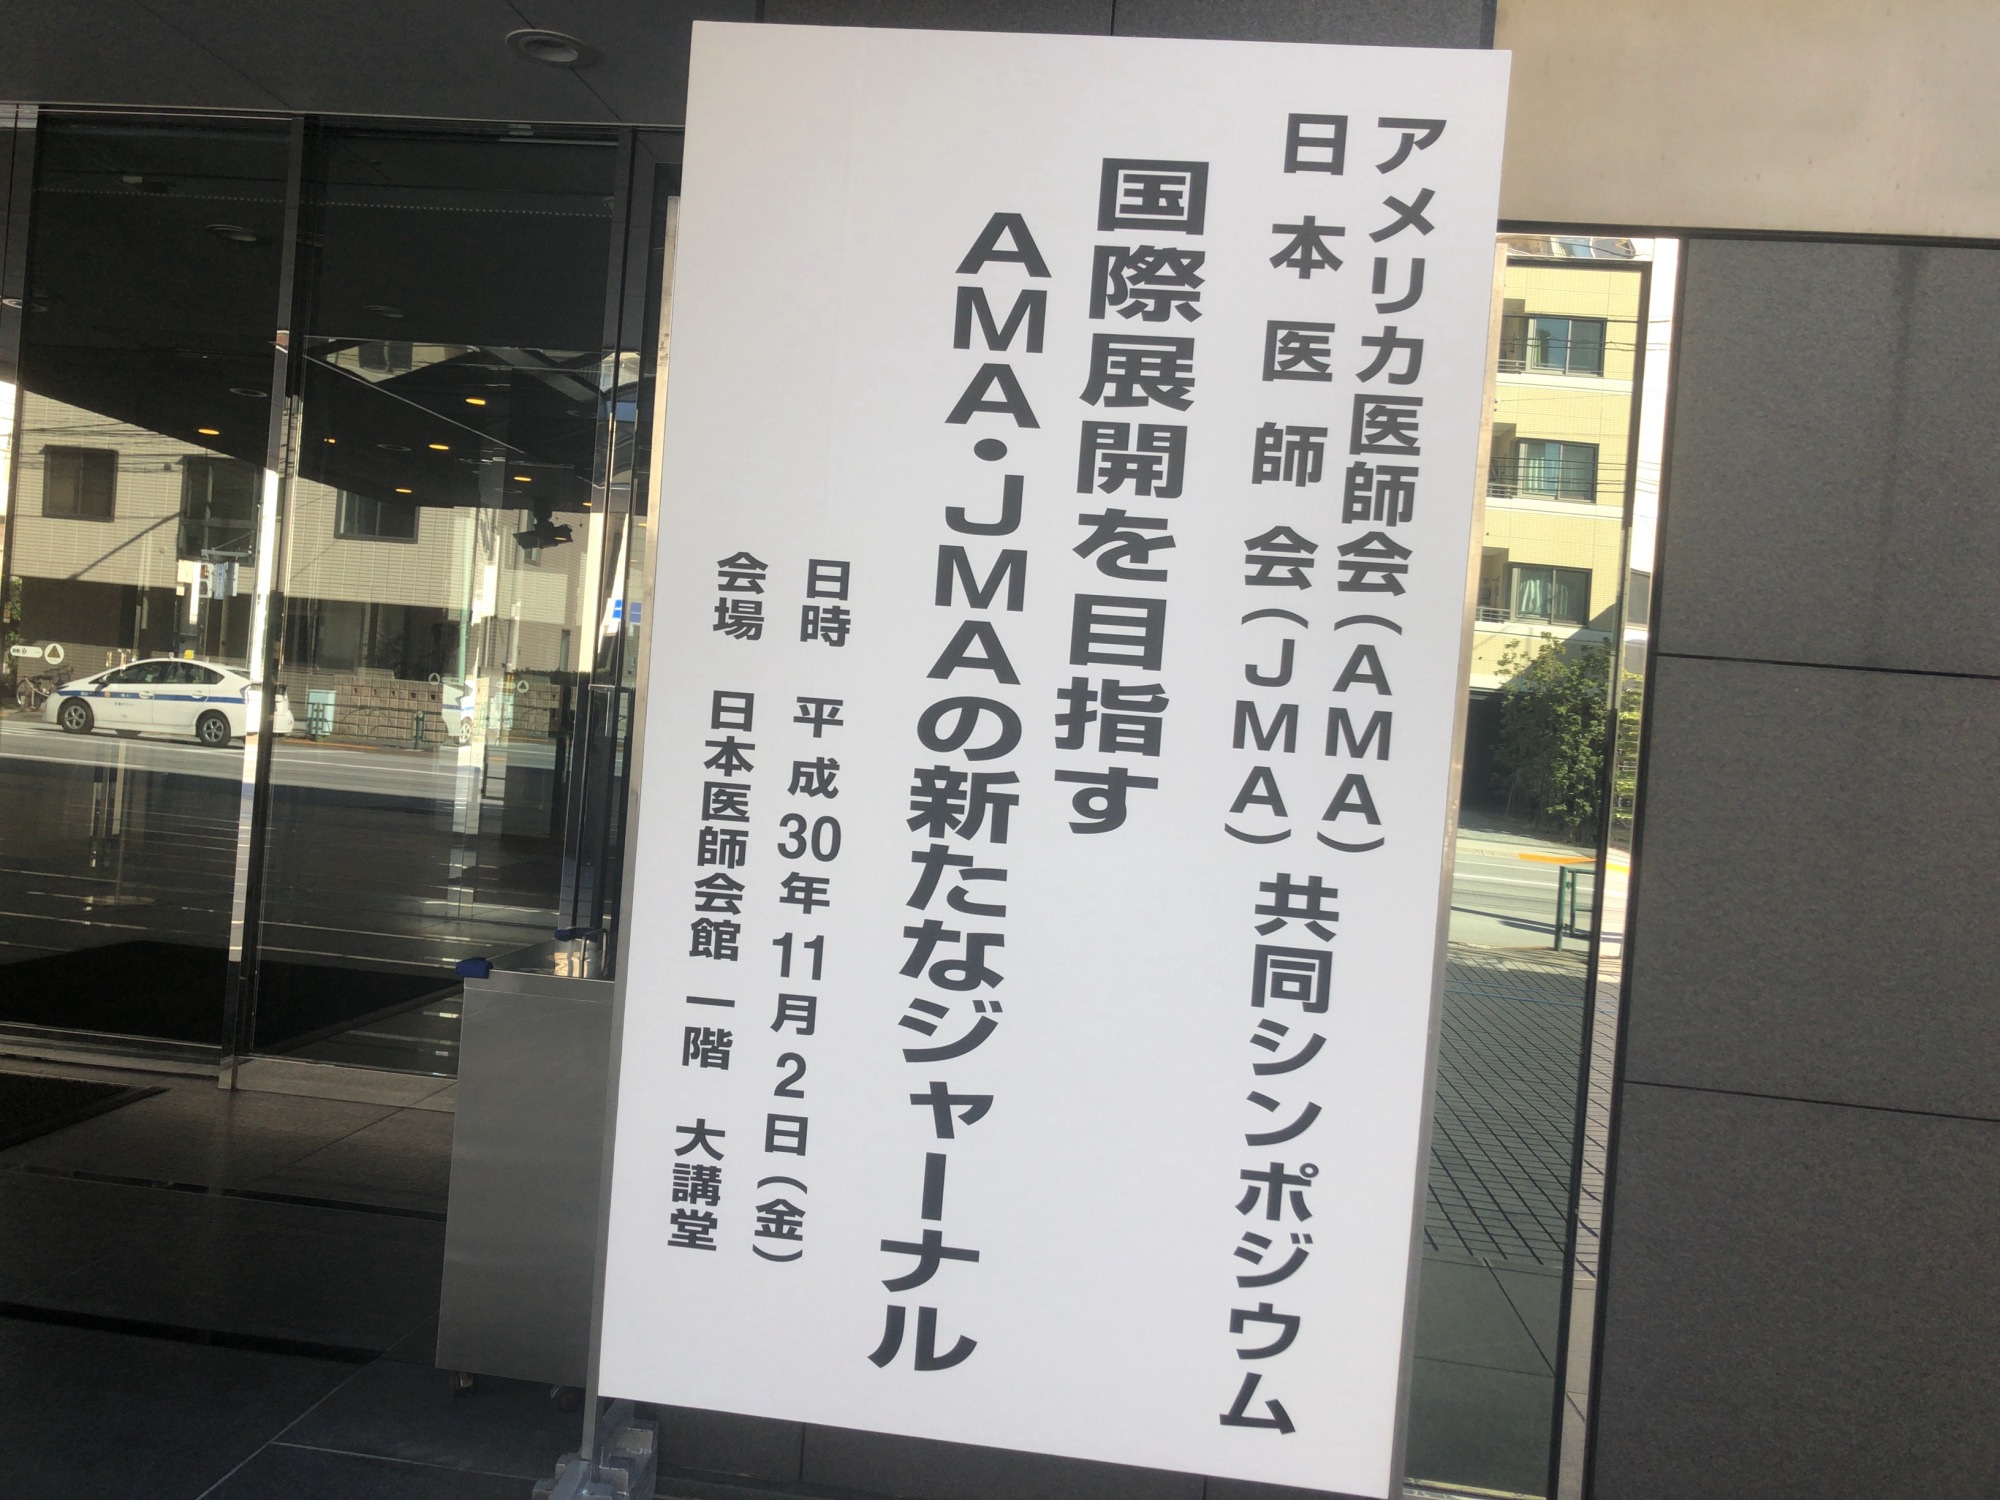 アメリカ医師会(AMA)
日本医師会(JMA)
共同シンポジウム
国際展開を目指す
AMA・JMAの新たなジャーナル
日時 平成30年11月2日(金)
会場 日本医師会館 一階 大講堂